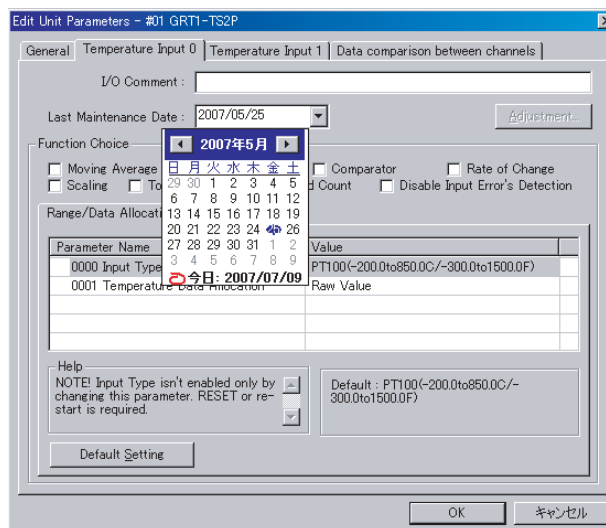 Edit Unit Parameters - #01 GRT1-TS2P
General Temperature Input 0 Temperature Input 1 Data comparison between channels
I/O Comment :
Last Maintenance Date : 2007/05/25
Adjustment...
Function Choice
2007年5月
Moving Average Comparator Rate of Change
Scaling To d Count Disable Input Error's Detection
日 月 火 水 木 金 土
29 30 1 2 3 4 5
6 7 8 9 10 11 12
13 14 15 16 17 18 19
20 21 22 23 24 25 26
27 28 29 30 31 1 2
3 4 5 6 7 8 9
今日: 2007/07/09
Range/Data Allocati
Parameter Name Value
0000 Input Type PT100(-200.0to850.0C/-300.0to1500.0F)
0001 Temperature Data Allocation Raw Value
Help
NOTE! Input Type isn't enabled only by
changing this parameter. RESET or re-
start is required.
Default : PT100(-200.0to850.0C/-
300.0to1500.0F)
Default Setting
OK キャンセル